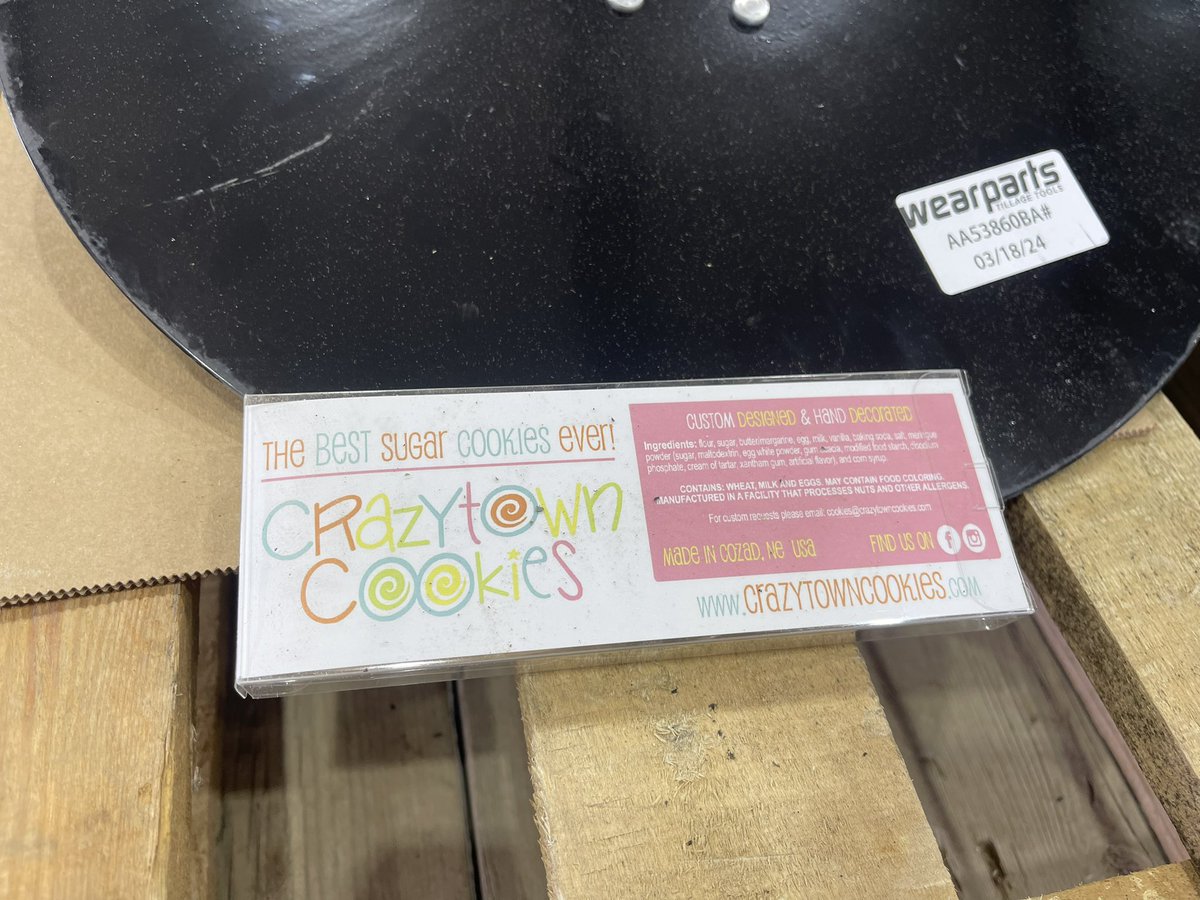 wearparts
TILLAGE TOOLS
AA53860BA#
03/18/24
THE BEST SUGAR COOKIES EVER!
CRazytown
Cookies
CUSTOM DESIGNED & HAND DECORATED
Ingredients: flour, sugar, butter/margarine, egg, milk, vanilla, baking soca, salt, meringue
powder (sugar, maltodextrin, egg white powder, gum acacia, modified food starch, disodium
phosphate, cream of tartar, xantham gum, artificial flavor), and corn syrup.
CONTAINS: WHEAT, MILK AND EGGS. MAY CONTAIN FOOD COLORING.
MANUFACTURED IN A FACILITY THAT PROCESSES NUTS AND OTHER ALLERGENS.
For custom requests please email: cookies@crazytowncookies.com
MADE IN COZAD, NE USA
FIND US ON
www.CRAZYTOWNCOOKIES.COM